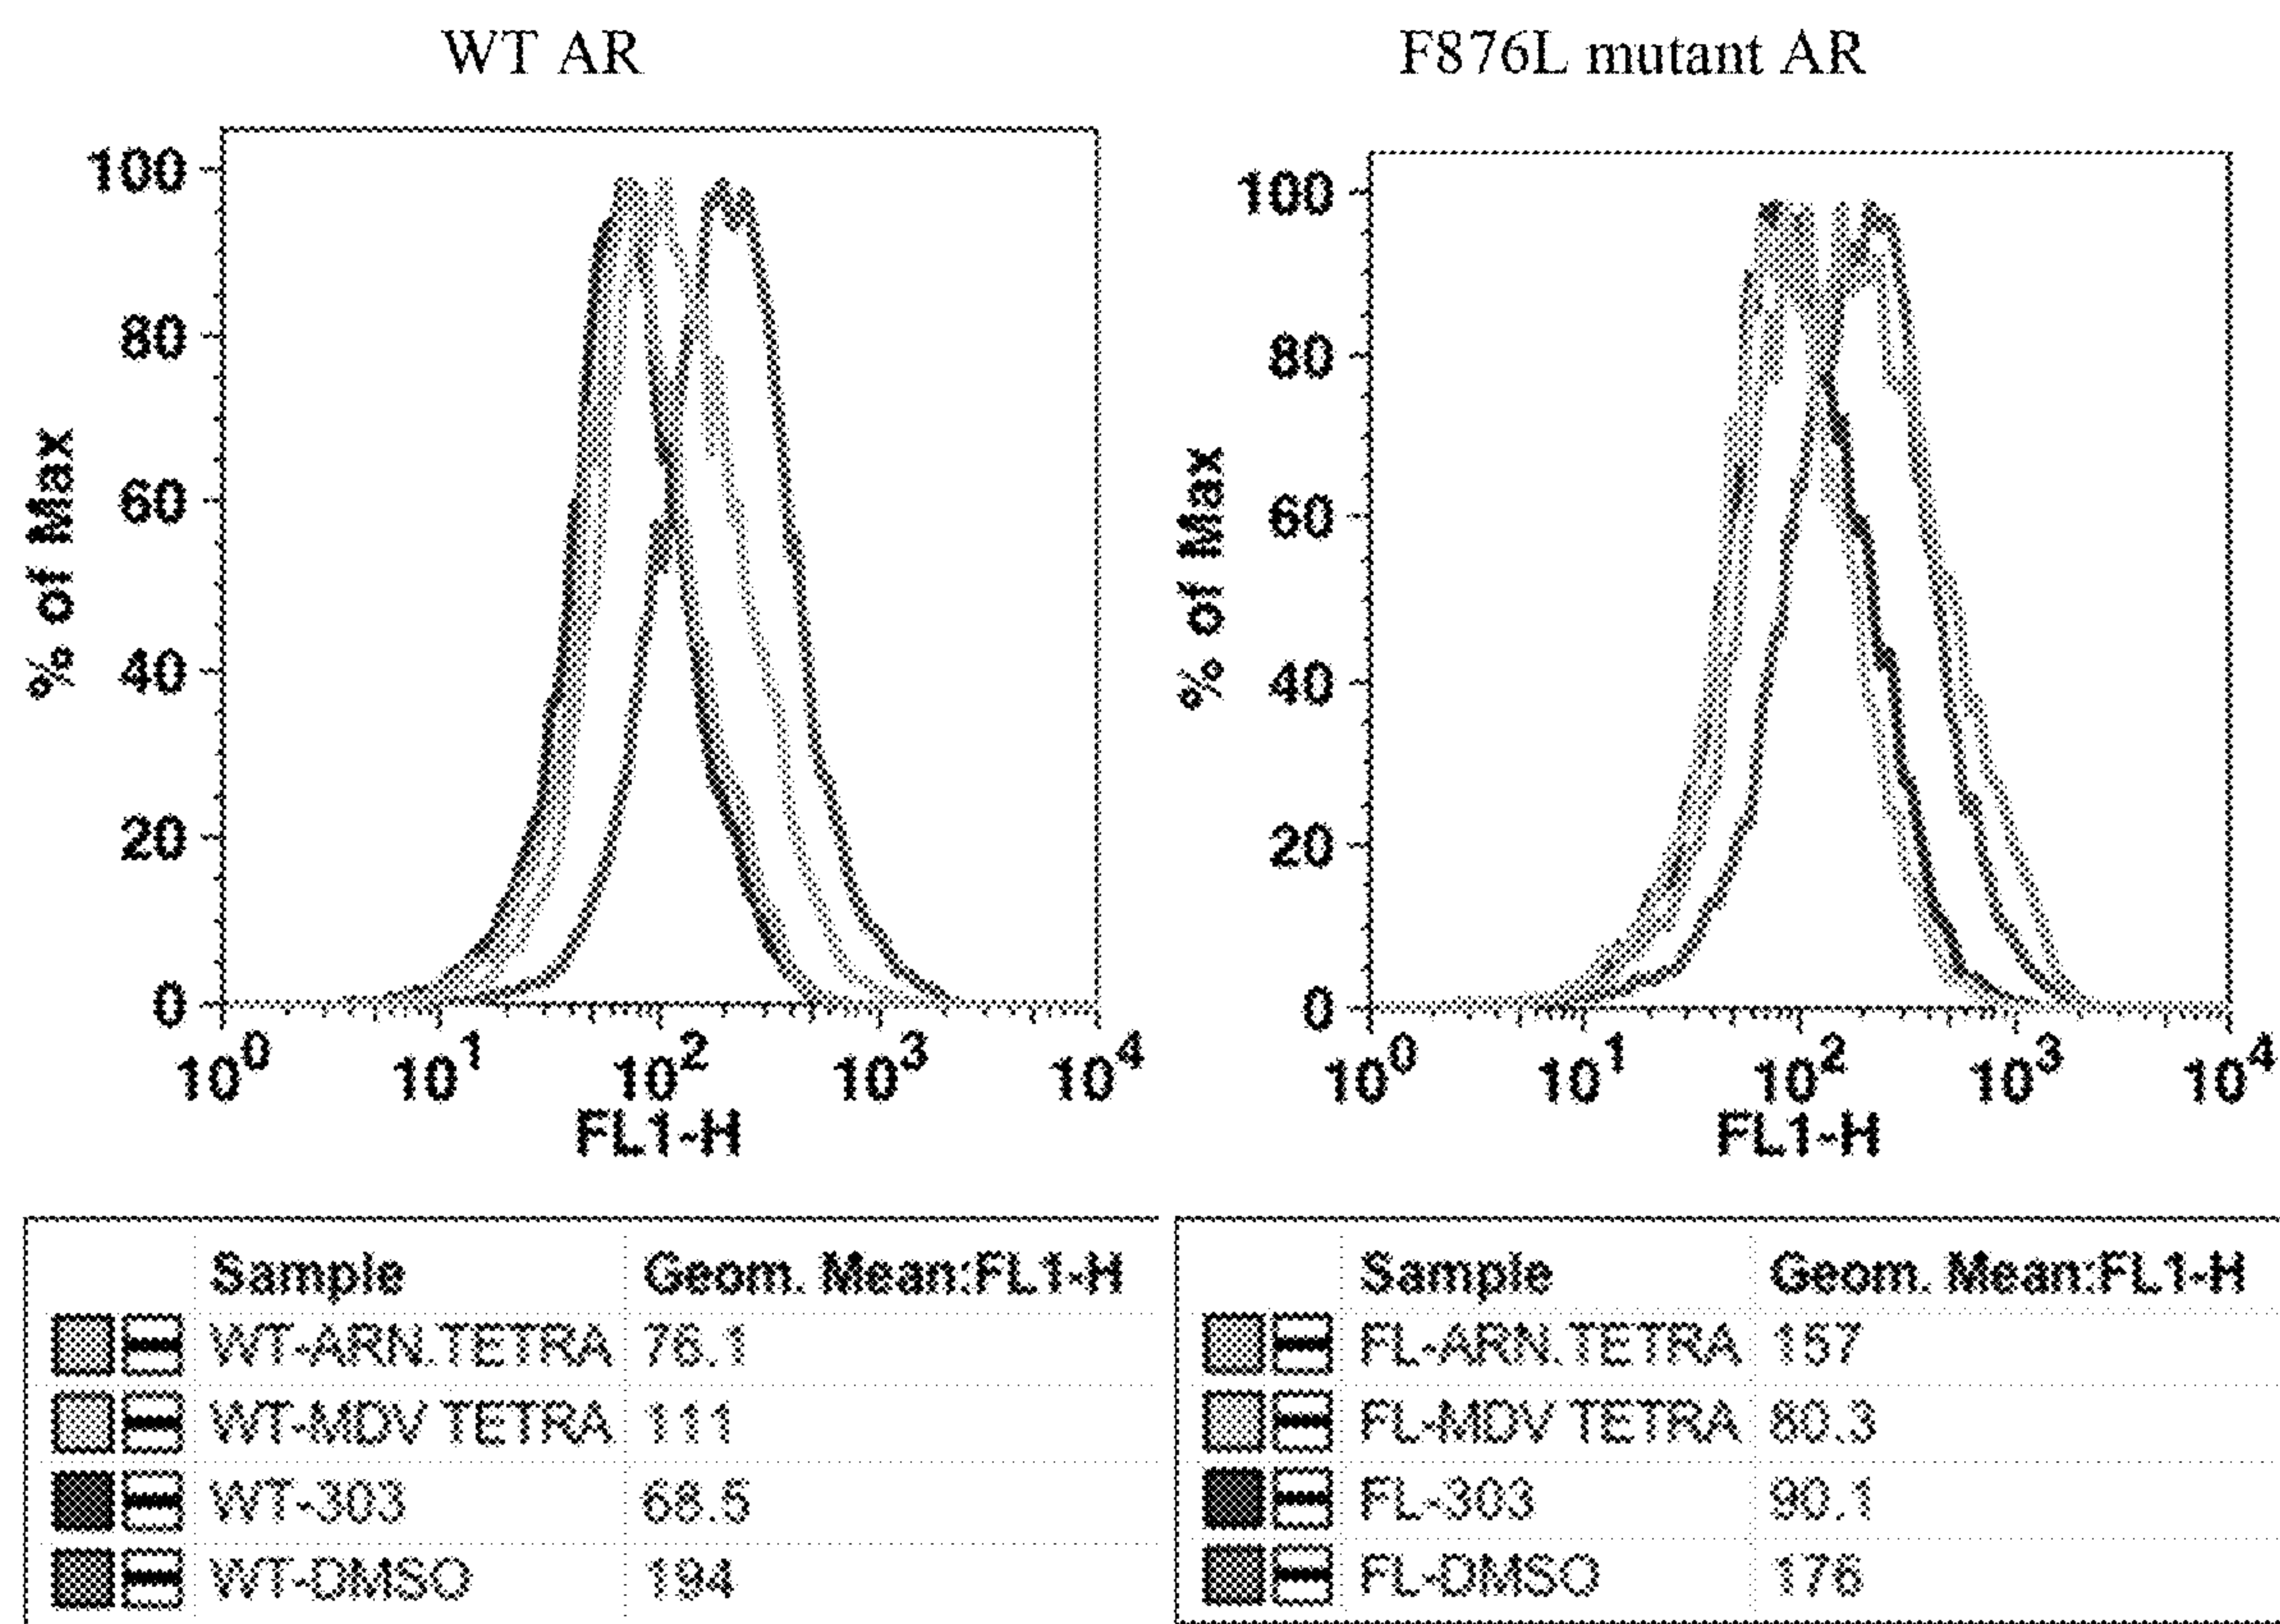 WT AR
F876L mutant AR
100
80
60
40
20
0
% of Max
10^0 10^1 10^2 10^3 10^4
FL1-H
100
80
60
40
20
0
% of Max
10^0 10^1 10^2 10^3 10^4
FL1-H
Sample Geom. Mean:FL1-H
WT-ARN.TETRA 76.1
WT-MDV TETRA 111
WT-303 68.5
WT-DMSO 194
Sample Geom. Mean:FL1-H
FL-ARN.TETRA 157
FL-MDV TETRA 80.3
FL-303 90.1
FL-DMSO 176